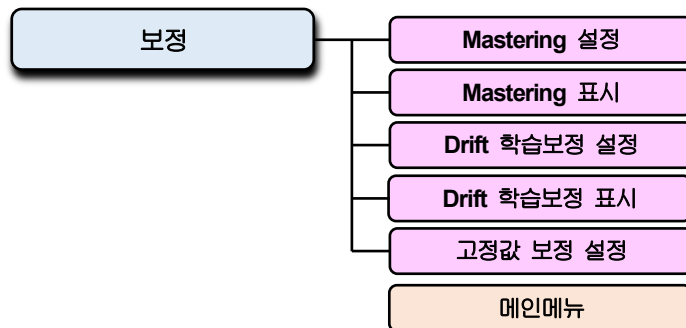 보정
Mastering 설정
Mastering 표시
Drift 학습보정 설정
Drift 학습보정 표시
고정값 보정 설정
메인메뉴